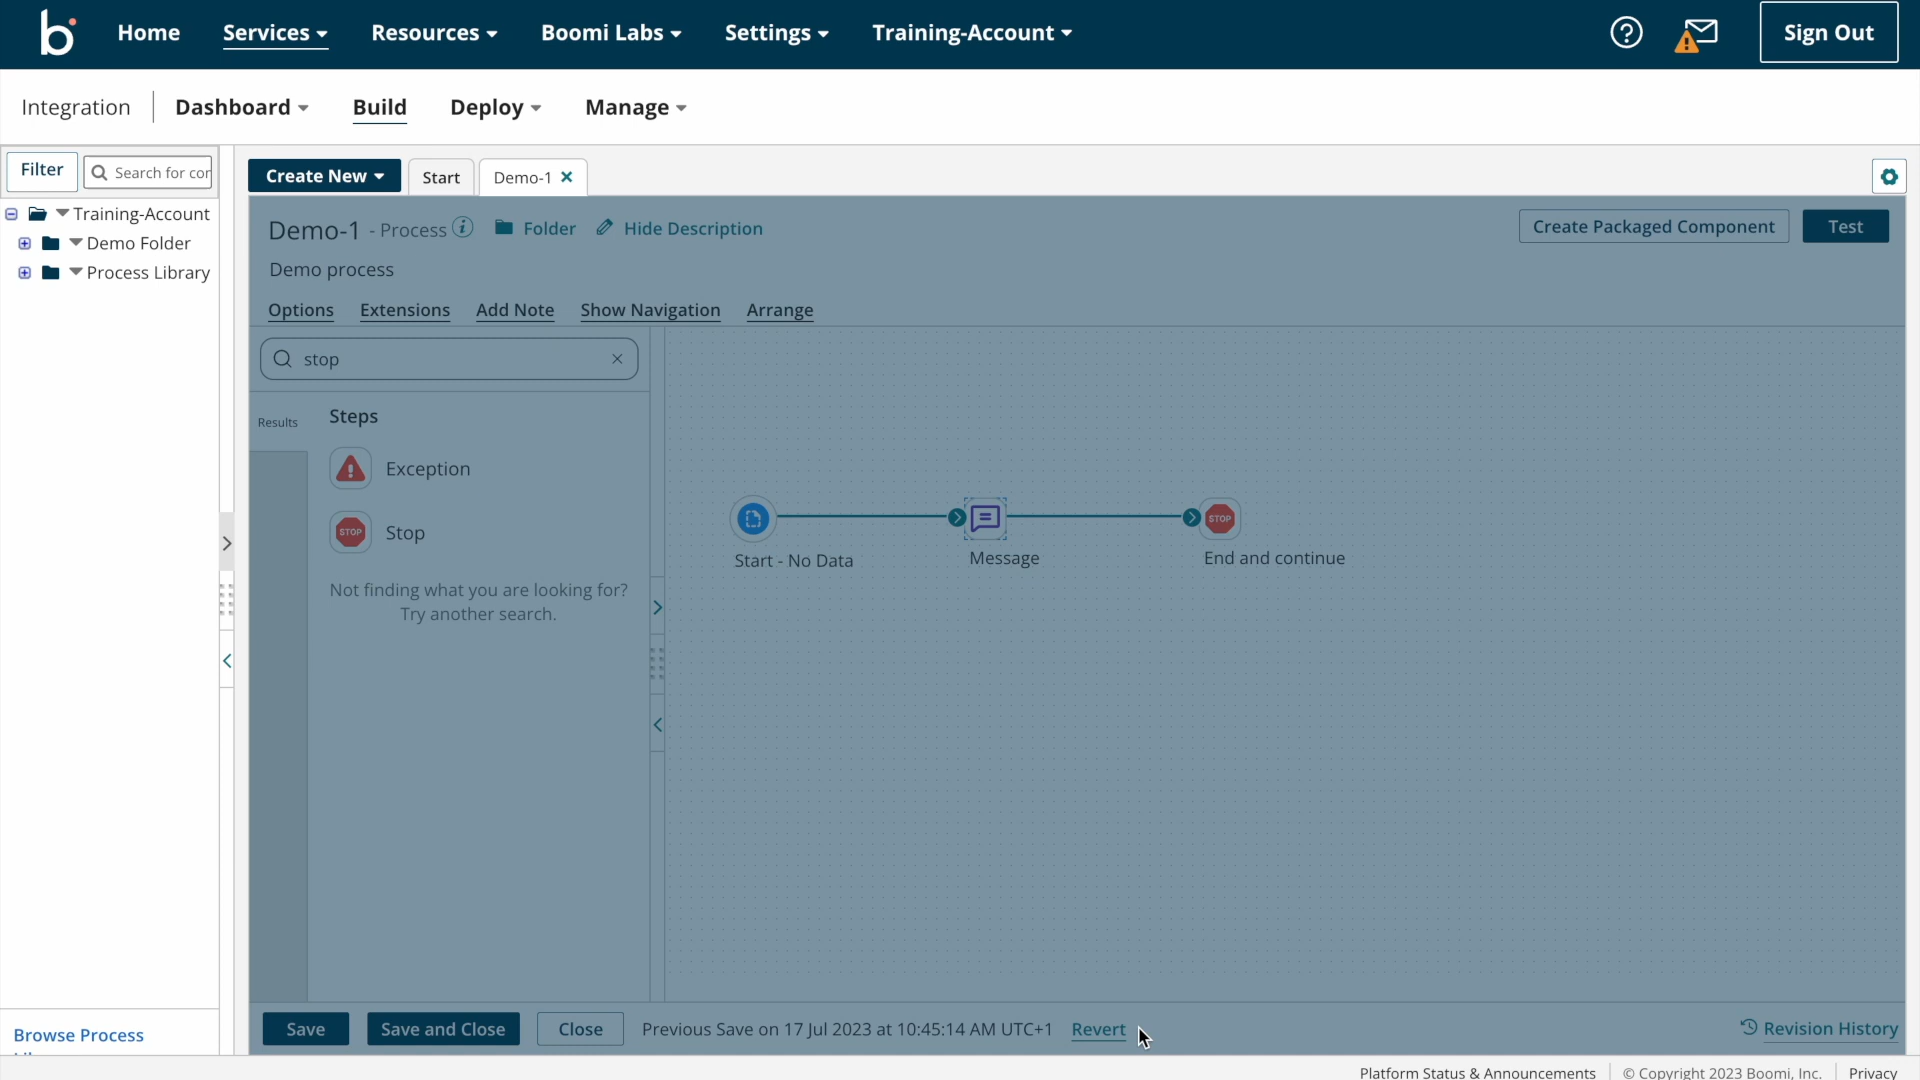 Home Services Resources Boomi Labs Settings Training-Account Sign Out
Integration Dashboard Build Deploy Manage
Filter Search for
Create New Start Demo-1
Training-Account
Demo Folder
Process Library
Demo-1 - Process Folder Hide Description Create Packaged Component Test
Demo process
Options Extensions Add Note Show Navigation Arrange
stop
Results Steps
Exception
STOP Stop
Not finding what you are looking for?
Try another search.
STOP
Start - No Data Message End and continue
Save Save and Close Close Previous Save on 17 Jul 2023 at 10:45:14 AM UTC+1 Revert Revision History
Browse Process
Platform Status & Announcements © Copyright 2023 Boomi, Inc. Privacy